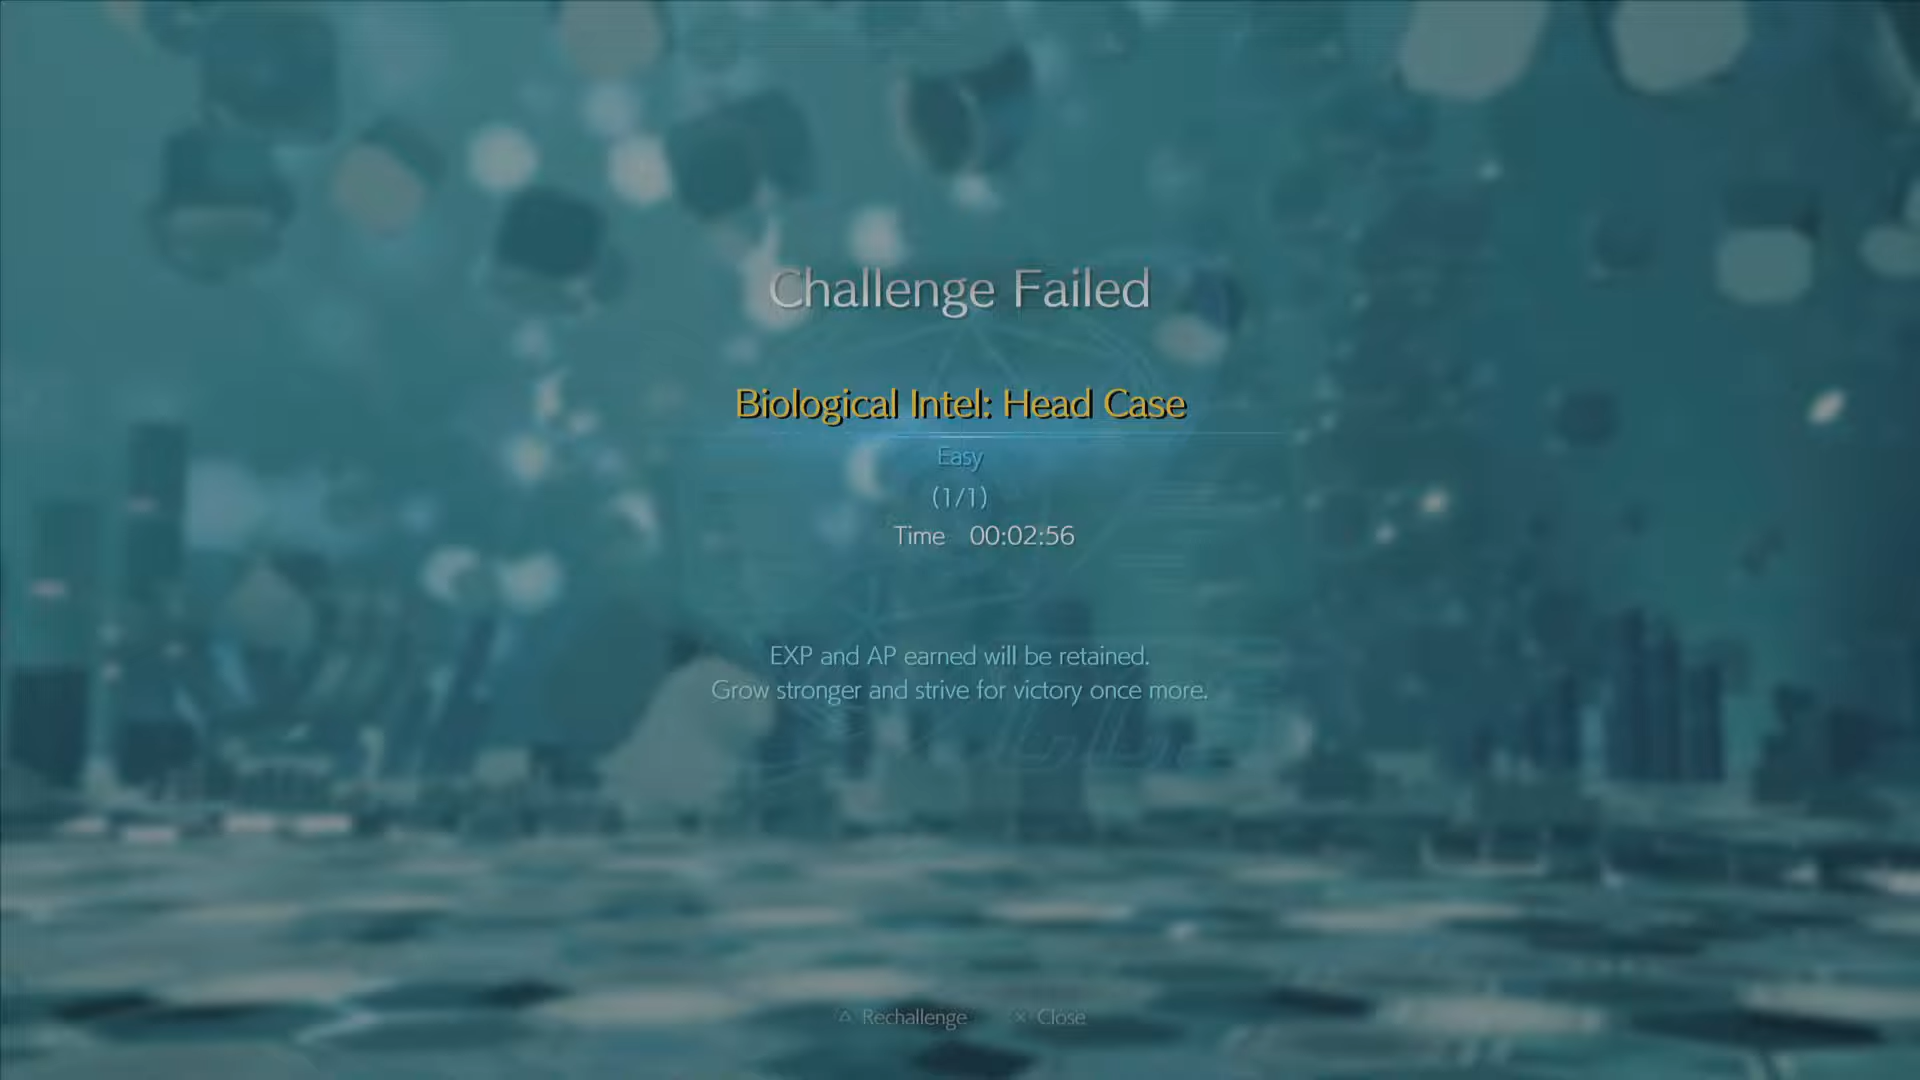 Challenge Failed
Biological Intel: Head Case
Easy
(1/1)
Time 00:02:56
EXP and AP earned will be retained.
Grow stronger and strive for victory once more.
Rechallenge Close